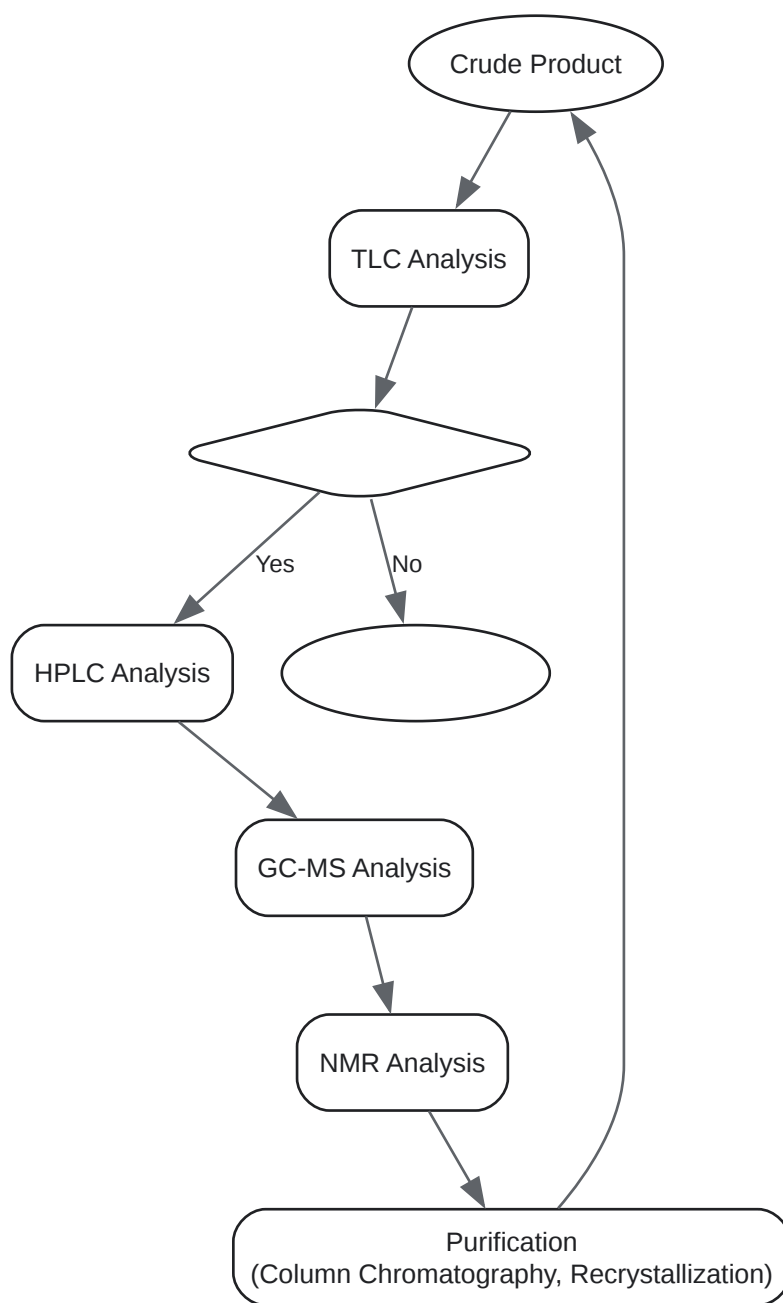 Crude Product
TLC Analysis
Yes
No
HPLC Analysis
GC-MS Analysis
NMR Analysis
Purification
(Column Chromatography, Recrystallization)